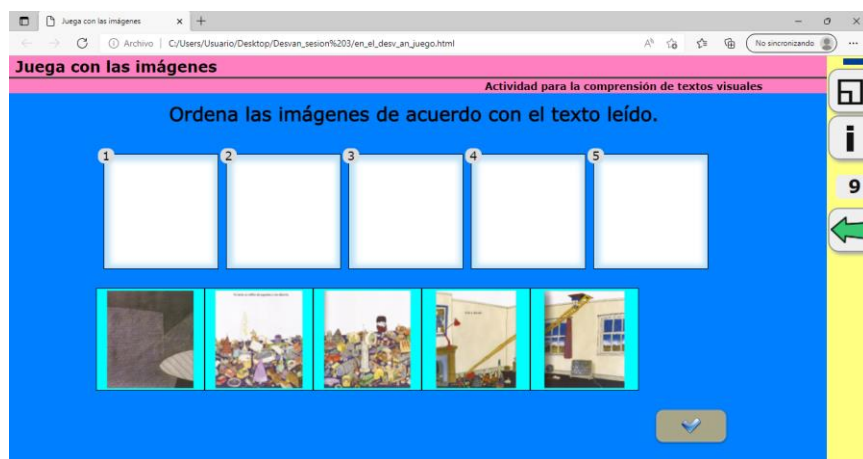 Juega con las imágenes
Archivo
C:/Users/Usuario/Desktop/Desvan_sesion%203/en_el_desv_an_juego.html
No sincronizando
Juega con las imágenes
Actividad para la comprensión de textos visuales
Ordena las imágenes de acuerdo con el texto leído.
1 2 3 4 5
i
9